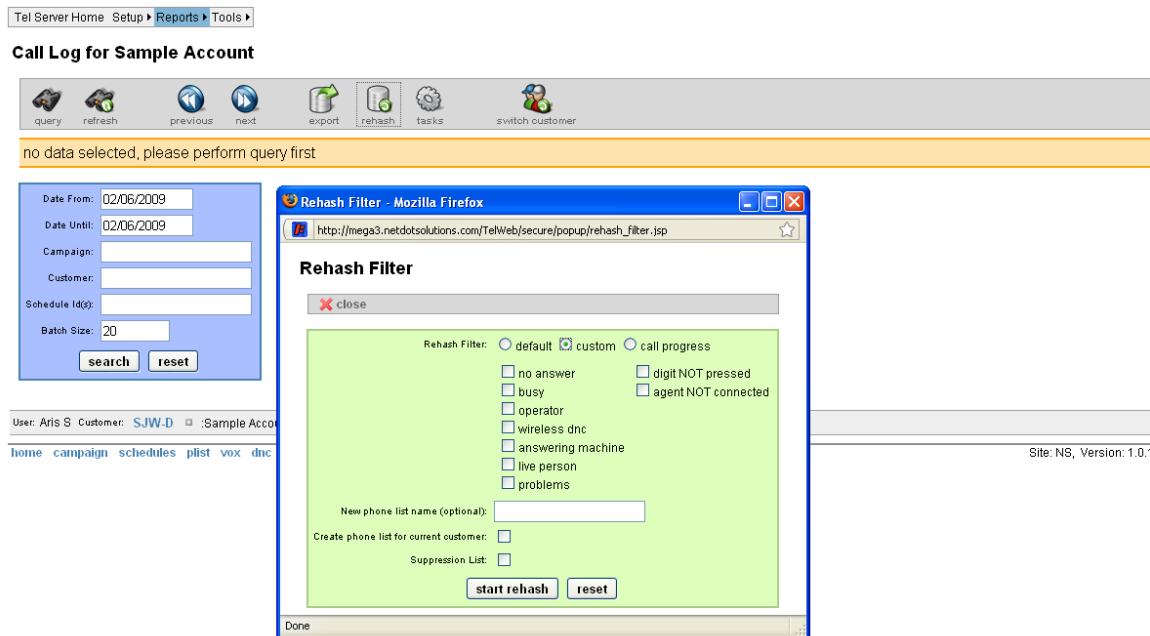 Tel Server Home Setup Reports Tools
Call Log for Sample Account
query refresh previous next export rehash tasks switch customer
no data selected, please perform query first
Date From: 02/06/2009
Date Until: 02/06/2009
Campaign:
Customer:
Schedule Id(s):
Batch Size: 20
search reset
Rehash Filter - Mozilla Firefox
http://mega3.netdotsolutions.com/TelWeb/secure/popup/rehash_filter.jsp
Rehash Filter
close
Rehash Filter: default custom call progress
no answer digit NOT pressed
busy agent NOT connected
operator
wireless dnc
answering machine
live person
problems
New phone list name (optional):
Create phone list for current customer:
Suppression List:
start rehash reset
Done
User: Aris S Customer: SJW-D :Sample Accou
home campaign schedules plist vox dnc
Site: NS, Version: 1.0.1